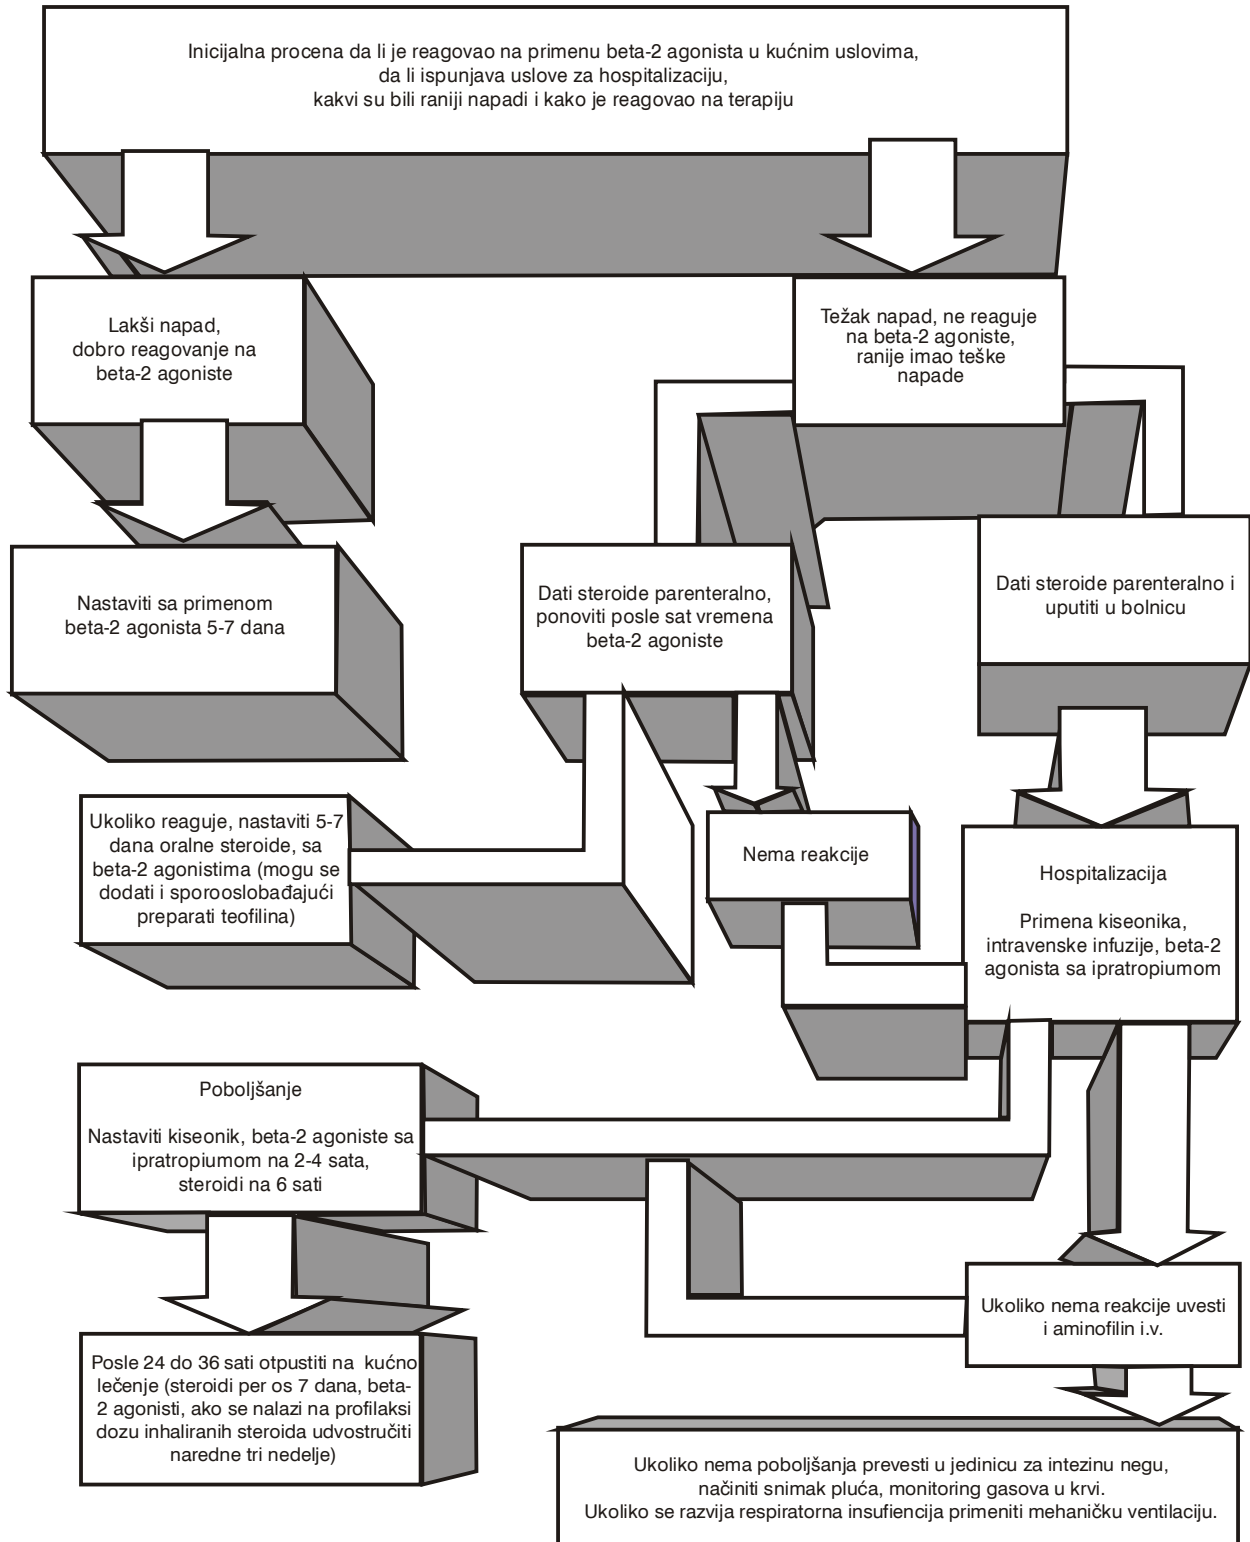 Inicijalna procena da li je reagovao na primenu beta-2 agonista u kućnim uslovima,
da li ispunjava uslove za hospitalizaciju,
kakvi su bili raniji napadi i kako je reagovao na terapiju
Lakši napad,
dobro reagovanje na
beta-2 agoniste
Težak napad, ne reaguje
na beta-2 agoniste,
ranije imao teške
napade
Nastaviti sa primenom
beta-2 agonista 5-7 dana
Dati steroide parenteralno,
ponoviti posle sat vremena
beta-2 agoniste
Dati steroide parenteralno i
uputiti u bolnicu
Ukoliko reaguje, nastaviti 5-7
dana oralne steroide, sa
beta-2 agonistima (mogu se
dodati i sporooslobađajući
preparati teofilina)
Nema reakcije
Hospitalizacija
Primena kiseonika,
intravenske infuzije, beta-2
agonista sa ipratropiumom
Poboljšanje
Nastaviti kiseonik, beta-2 agoniste sa
ipratropiumom na 2-4 sata,
steroidi na 6 sati
Ukoliko nema reakcije uvesti
i aminofilin i.v.
Posle 24 do 36 sati otpustiti na kućno
lečenje (steroidi per os 7 dana, beta-
2 agonisti, ako se nalazi na profilaksi
dozu inhaliranih steroida udvostručiti
naredne tri nedelje)
Ukoliko nema poboljšanja prevesti u jedinicu za intezinu negu,
načiniti snimak pluća, monitoring gasova u krvi.
Ukoliko se razvija respiratorna insufiencija primeniti mehaničku ventilaciju.